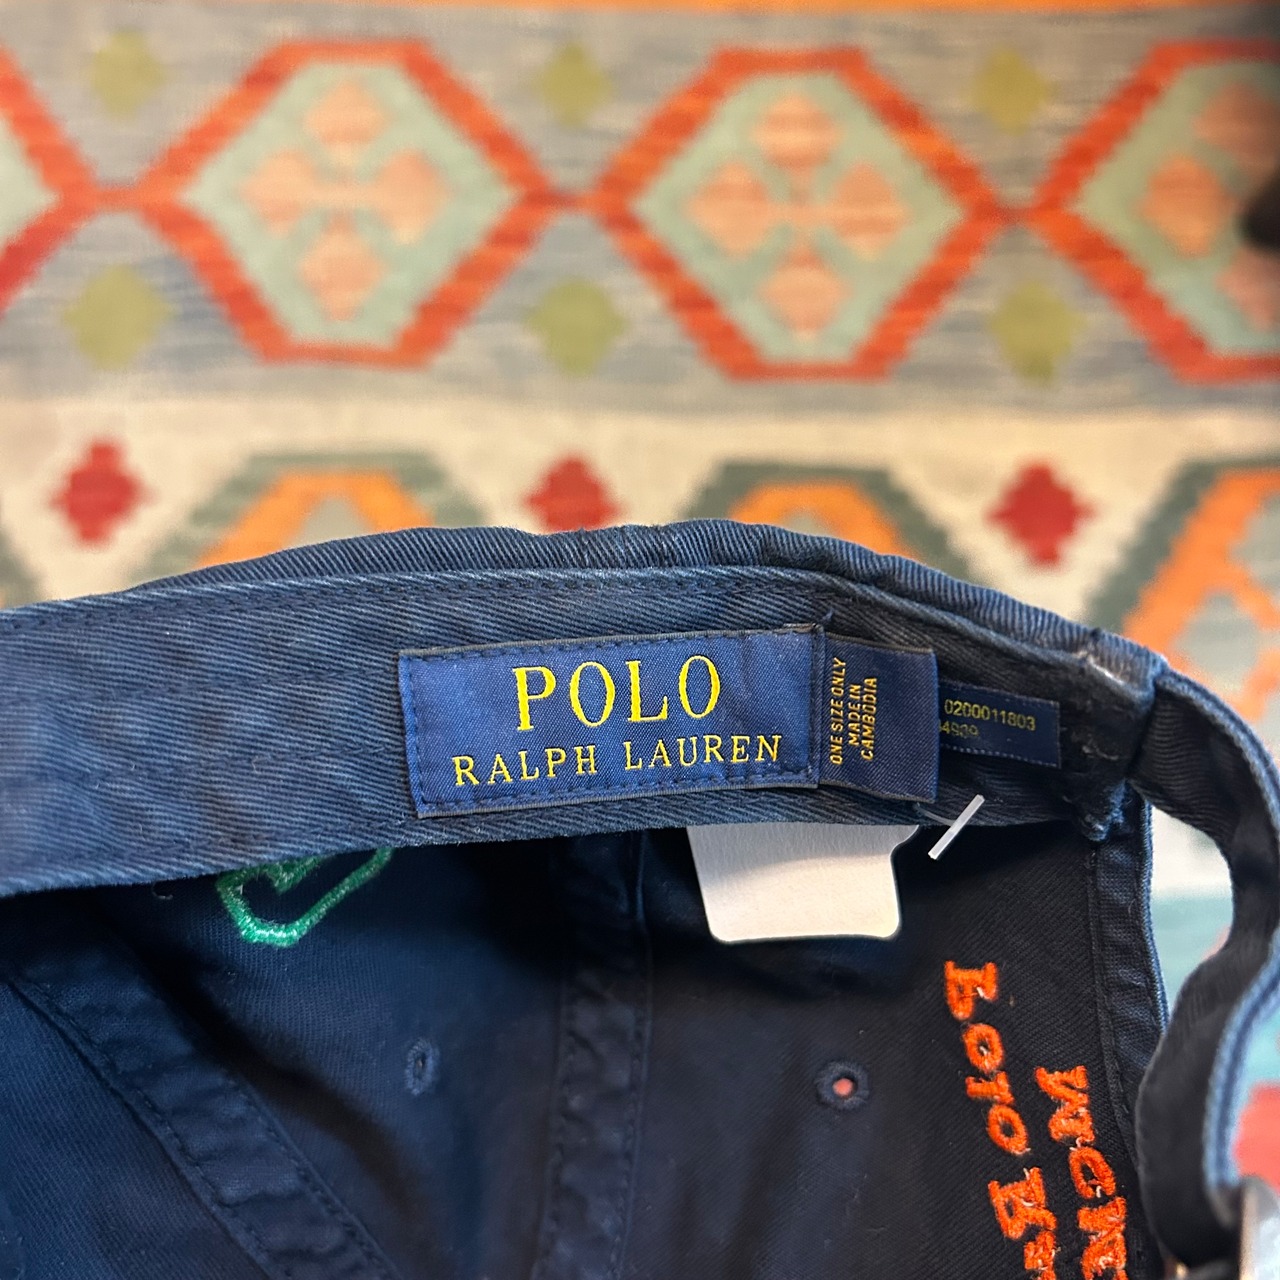 POLO
RALPH LAUREN
ONE SIZE ONLY
MADE IN
CAMBODIA
0200011803